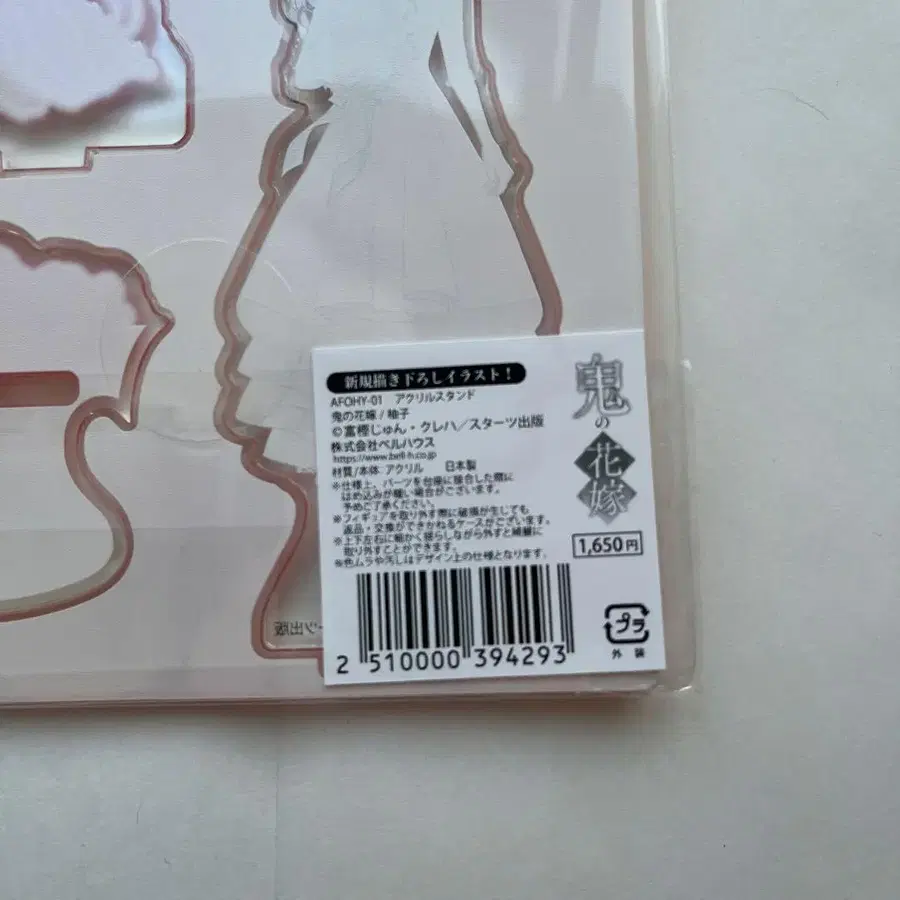 新規描き下ろしイラスト！
AFOHY-01 アクリルスタンド
鬼の花嫁 / 柚子
©富樫じゅん・クレハ／スターツ出版
株式会社ベルハウス
https://www.bell-h.co.jp
材質/本体: アクリル 日本製
※仕様上、パーツを台座に接合した際に
はめ込みが緩い場合がございます。
予めご了承ください。
※フィギュアを取り外す際に破損が生じても
返品・交換ができかねるケースがございます。
※上下左右に細かく揺らしながら外すと綺麗に
取り外すことができます。
※色ムラや汚しはデザイン上の仕様となります。
2 510000 394293
鬼の花嫁
1,650円
プラ
外装